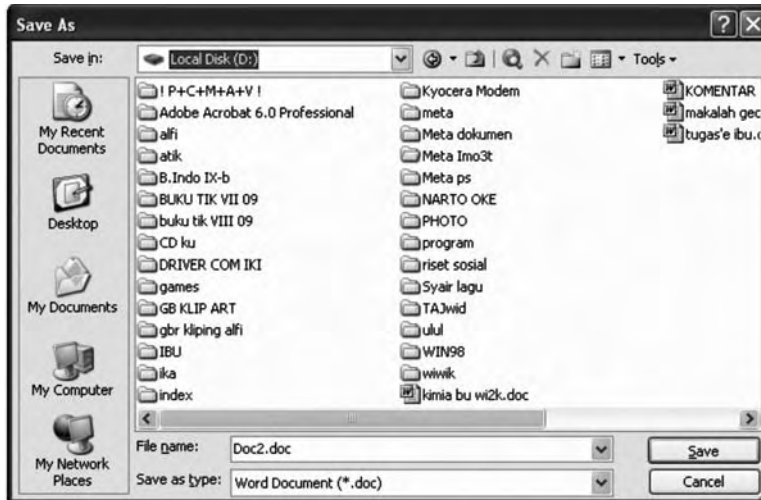 Save As
Save in: Local Disk (D:) Tools
My Recent
Documents
Desktop
My Documents
My Computer
My Network
Places
! P+C+M+A+V !
Adobe Acrobat 6.0 Professional
alfi
atik
B.Indo IX-b
BUKU TIK VII 09
buku tik VIII 09
CD ku
DRIVER COM IKI
games
GB KLIP ART
gbr kliping alfi
IBU
ika
index
Kyocera Modem
meta
Meta dokumen
Meta Imo3t
Meta ps
NARTO OKE
PHOTO
program
riset sosial
Syair lagu
TAJwid
ulul
WIN98
wiwik
kimia bu wi2k.doc
KOMENTAR
makalah gec
tugas'e ibu.
File name: Doc2.doc Save
Save as type: Word Document (*.doc) Cancel